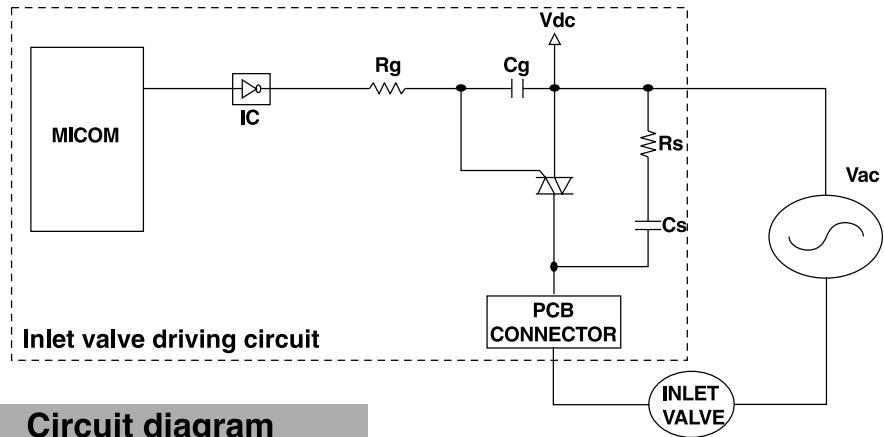 Vdc
Rg
Cg
MICOM
IC
Rs
Vac
Cs
PCB
CONNECTOR
Inlet valve driving circuit
INLET
VALVE
Circuit diagram